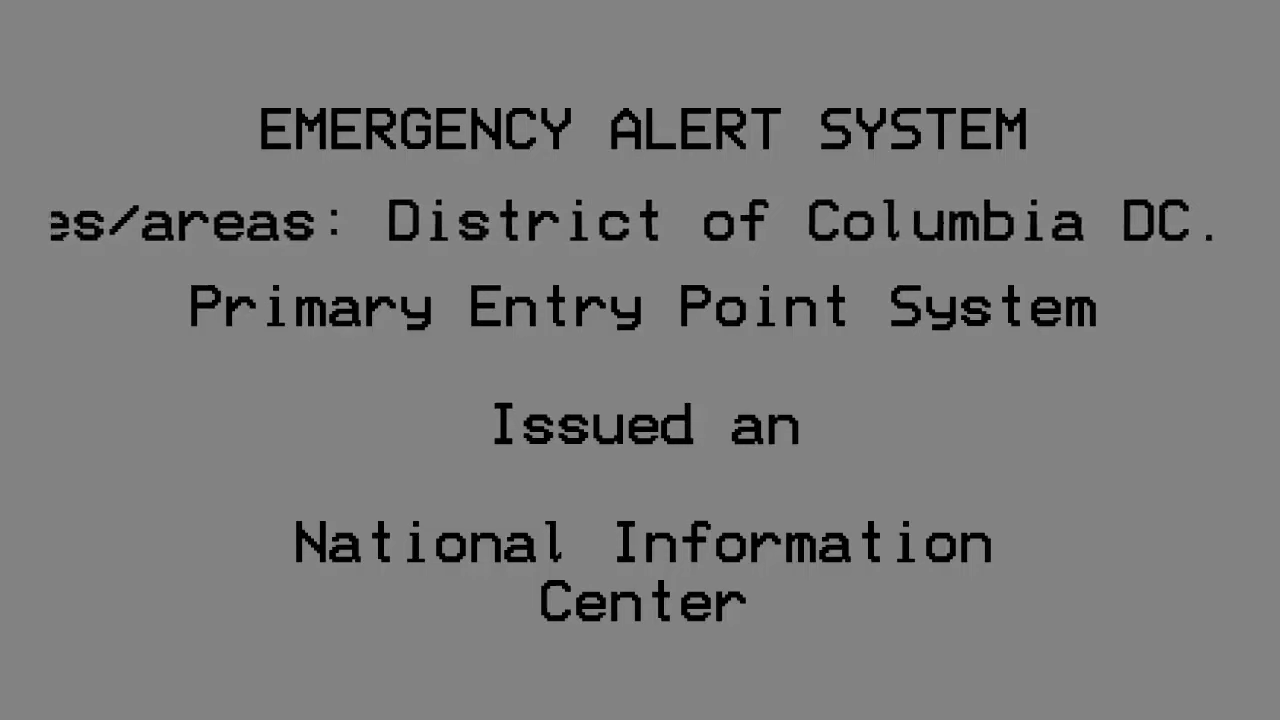 EMERGENCY ALERT SYSTEM
es/areas: District of Columbia DC.
Primary Entry Point System
Issued an
National Information
Center